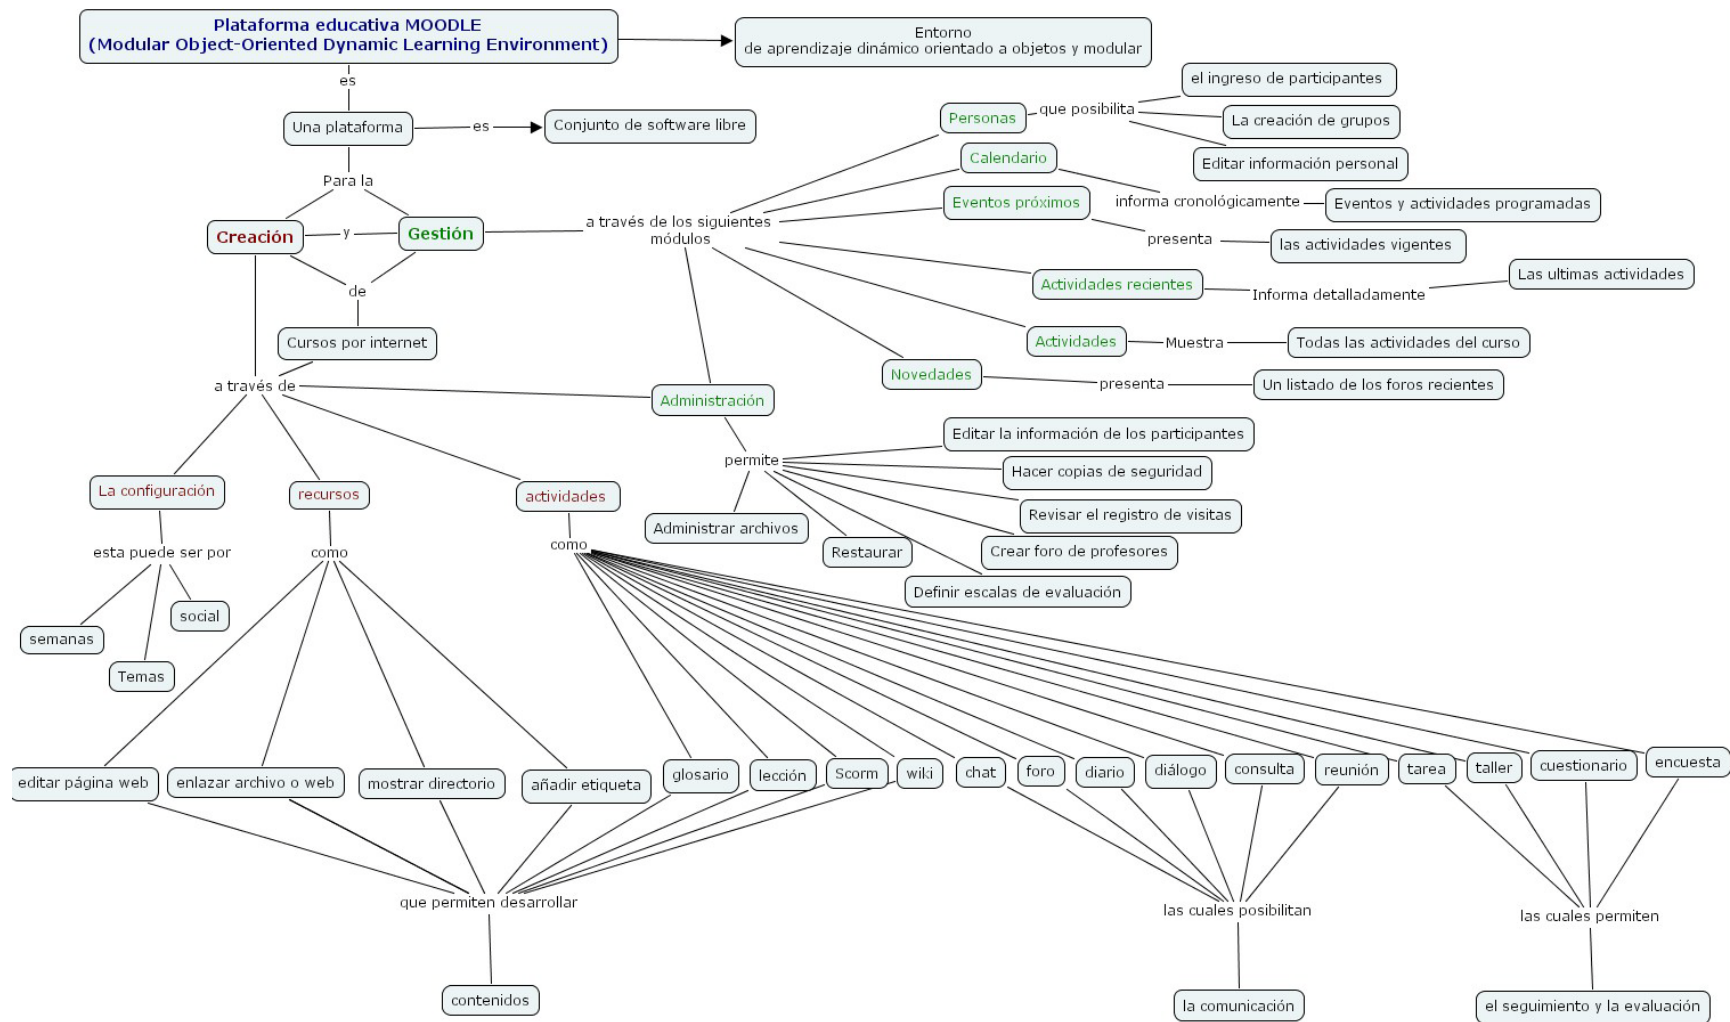 Plataforma educativa MOODLE
(Modular Object-Oriented Dynamic Learning Environment)
Entorno
de aprendizaje dinámico orientado a objetos y modular
es
Una plataforma
es
Conjunto de software libre
Para la
Creación
y
Gestión
de
Cursos por internet
a través de los siguientes
módulos
Personas
que posibilita
el ingreso de participantes
La creación de grupos
Editar información personal
Calendario
informa cronológicamente
Eventos y actividades programadas
Eventos próximos
presenta
las actividades vigentes
Actividades recientes
Informa detalladamente
Las ultimas actividades
Actividades
Muestra
Todas las actividades del curso
Novedades
presenta
Un listado de los foros recientes
a través de
Administración
permite
Editar la información de los participantes
Hacer copias de seguridad
Revisar el registro de visitas
Crear foro de profesores
Definir escalas de evaluación
Restaurar
Administrar archivos
La configuración
esta puede ser por
semanas
Temas
social
recursos
como
actividades
como
editar página web
enlazar archivo o web
mostrar directorio
añadir etiqueta
glosario
lección
Scorm
wiki
chat
foro
diario
diálogo
consulta
reunión
tarea
taller
cuestionario
encuesta
que permiten desarrollar
contenidos
las cuales posibilitan
la comunicación
las cuales permiten
el seguimiento y la evaluación